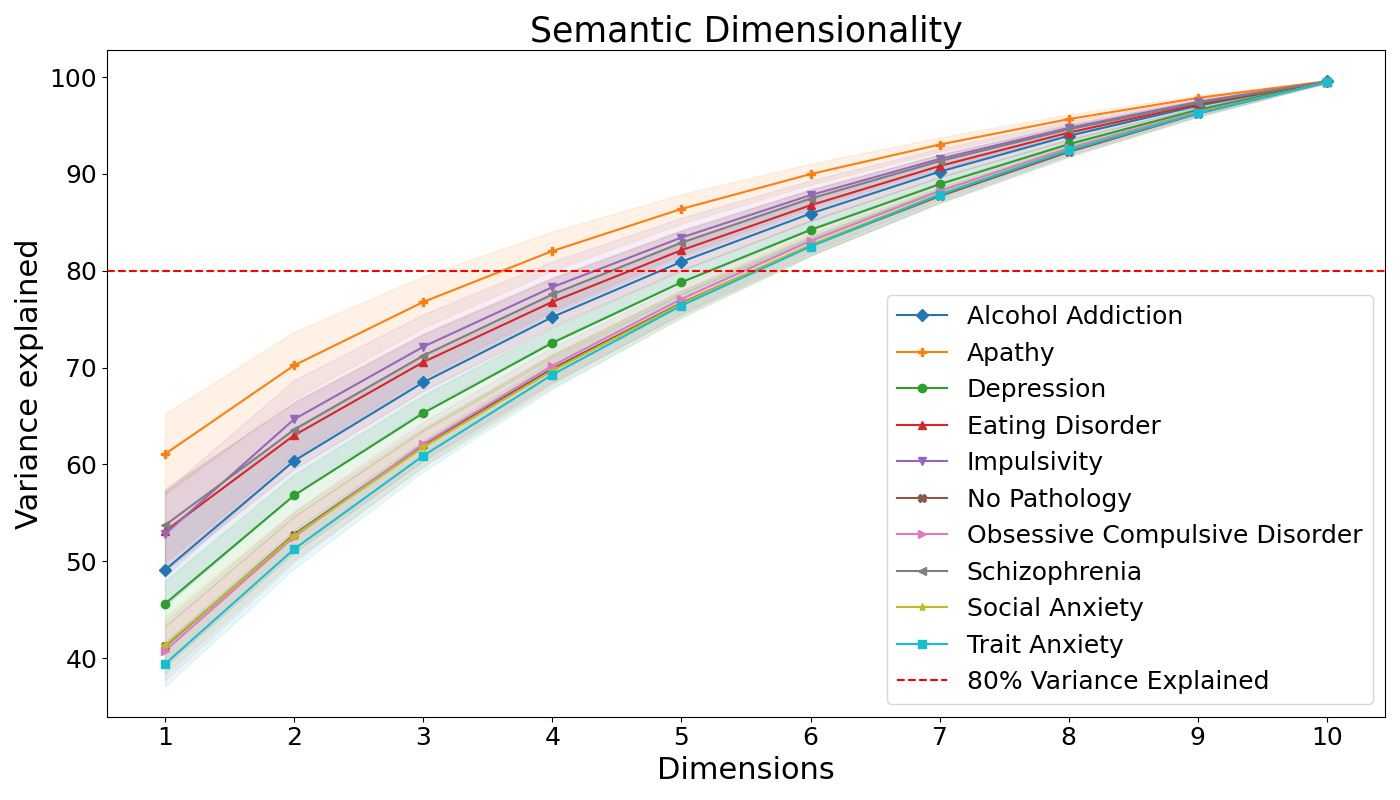 Semantic Dimensionality
Variance explained
100
90
80
70
60
50
40
Alcohol Addiction
Apathy
Depression
Eating Disorder
Impulsivity
No Pathology
Obsessive Compulsive Disorder
Schizophrenia
Social Anxiety
Trait Anxiety
80% Variance Explained
1 2 3 4 5 6 7 8 9 10
Dimensions